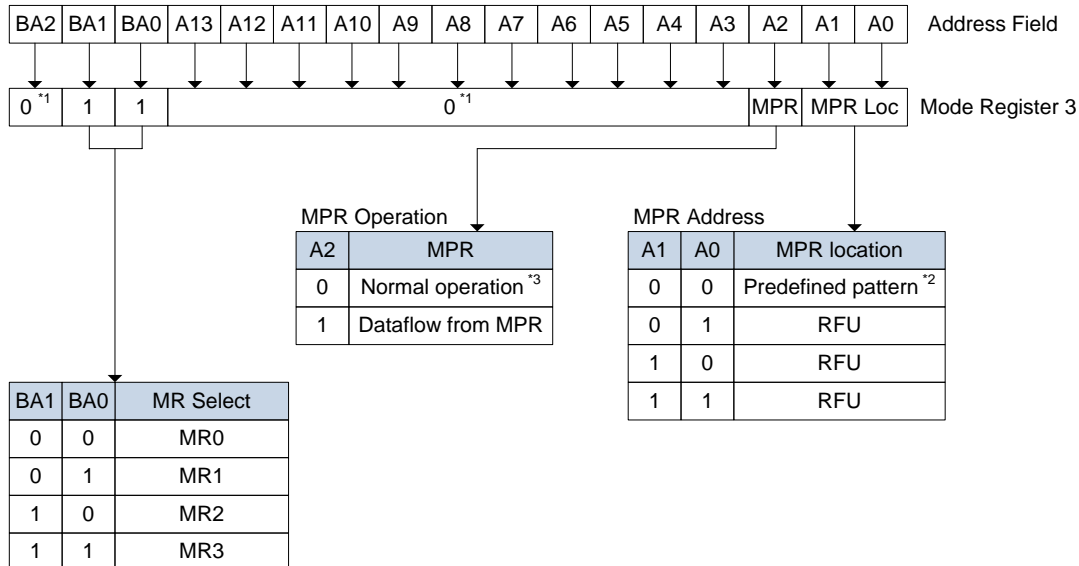 BA2 BA1 BA0 A13 A12 A11 A10 A9 A8 A7 A6 A5 A4 A3 A2 A1 A0 Address Field
0*1 1 1 0*1 MPR MPR Loc Mode Register 3
MPR Operation
A2 MPR
0 Normal operation*3
1 Dataflow from MPR
MPR Address
A1 A0 MPR location
0 0 Predefined pattern*2
0 1 RFU
1 0 RFU
1 1 RFU
BA1 BA0 MR Select
0 0 MR0
0 1 MR1
1 0 MR2
1 1 MR3